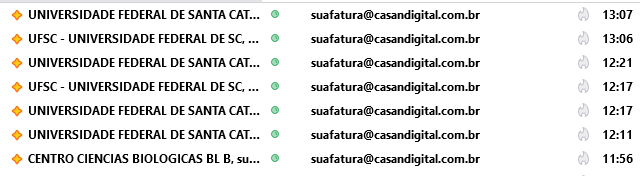 UNIVERSIDADE FEDERAL DE SANTA CAT... suafatura@casandigital.com.br 13:07
UFSC - UNIVERSIDADE FEDERAL DE SC, ... suafatura@casandigital.com.br 13:06
UNIVERSIDADE FEDERAL DE SANTA CAT... suafatura@casandigital.com.br 12:21
UFSC - UNIVERSIDADE FEDERAL DE SC, ... suafatura@casandigital.com.br 12:17
UNIVERSIDADE FEDERAL DE SANTA CAT... suafatura@casandigital.com.br 12:17
UNIVERSIDADE FEDERAL DE SANTA CAT... suafatura@casandigital.com.br 12:11
CENTRO CIENCIAS BIOLOGICAS BL B, su... suafatura@casandigital.com.br 11:56